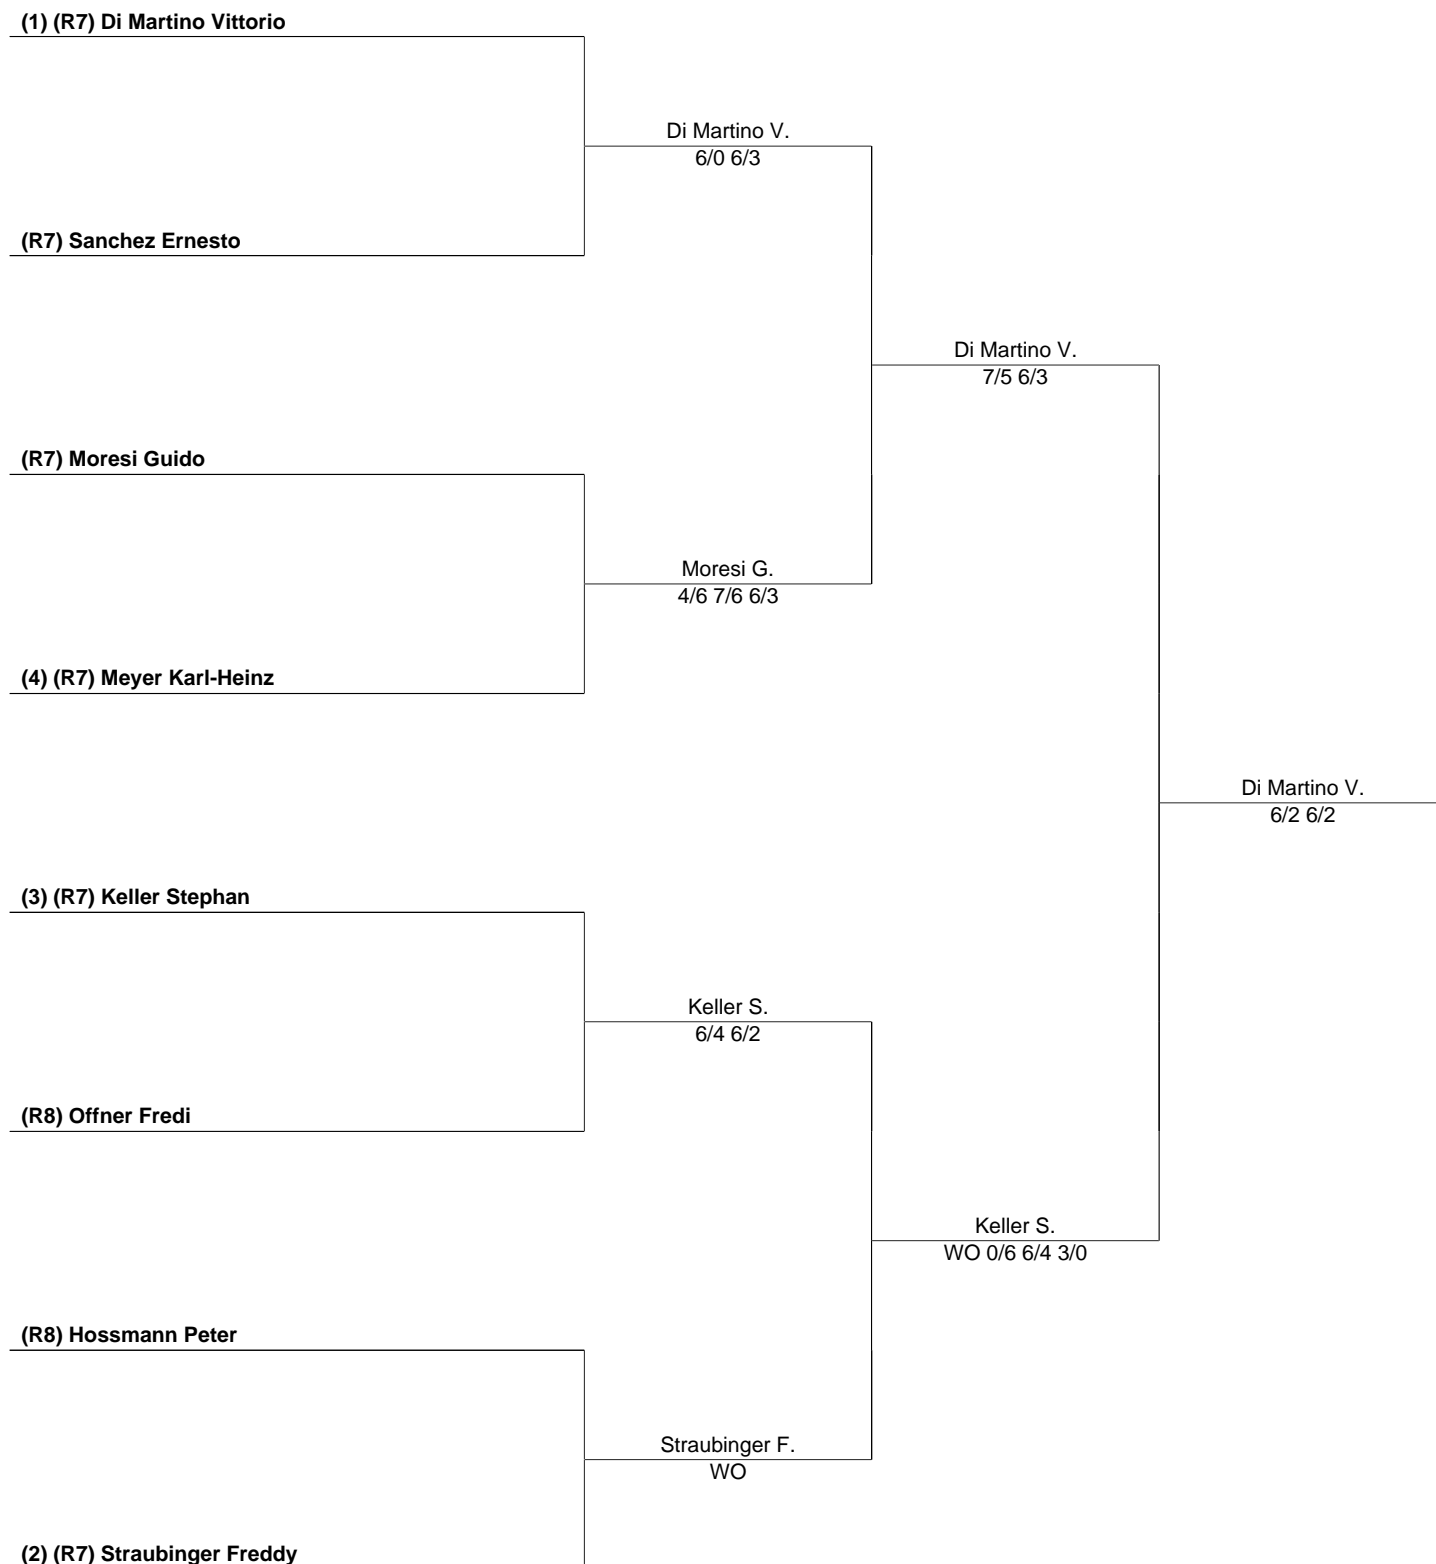 (1) (R7) Di Martino Vittorio
Di Martino V.
6/0 6/3
(R7) Sanchez Ernesto
Di Martino V.
7/5 6/3
(R7) Moresi Guido
Moresi G.
4/6 7/6 6/3
(4) (R7) Meyer Karl-Heinz
Di Martino V.
6/2 6/2
(3) (R7) Keller Stephan
Keller S.
6/4 6/2
(R8) Offner Fredi
Keller S.
WO 0/6 6/4 3/0
(R8) Hossmann Peter
Straubinger F.
WO
(2) (R7) Straubinger Freddy